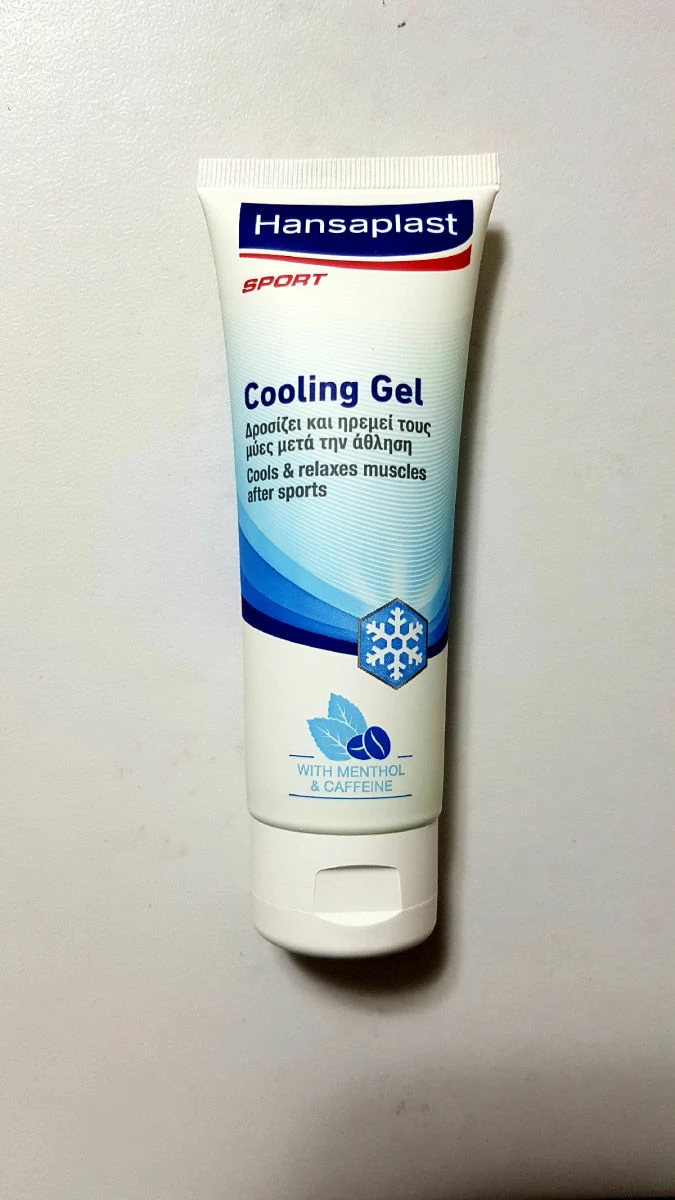 Hansaplast
SPORT
Cooling Gel
Δροσίζει και ηρεμεί τους
μύες μετά την άθληση
Cools & relaxes muscles
after sports
WITH MENTHOL
& CAFFEINE